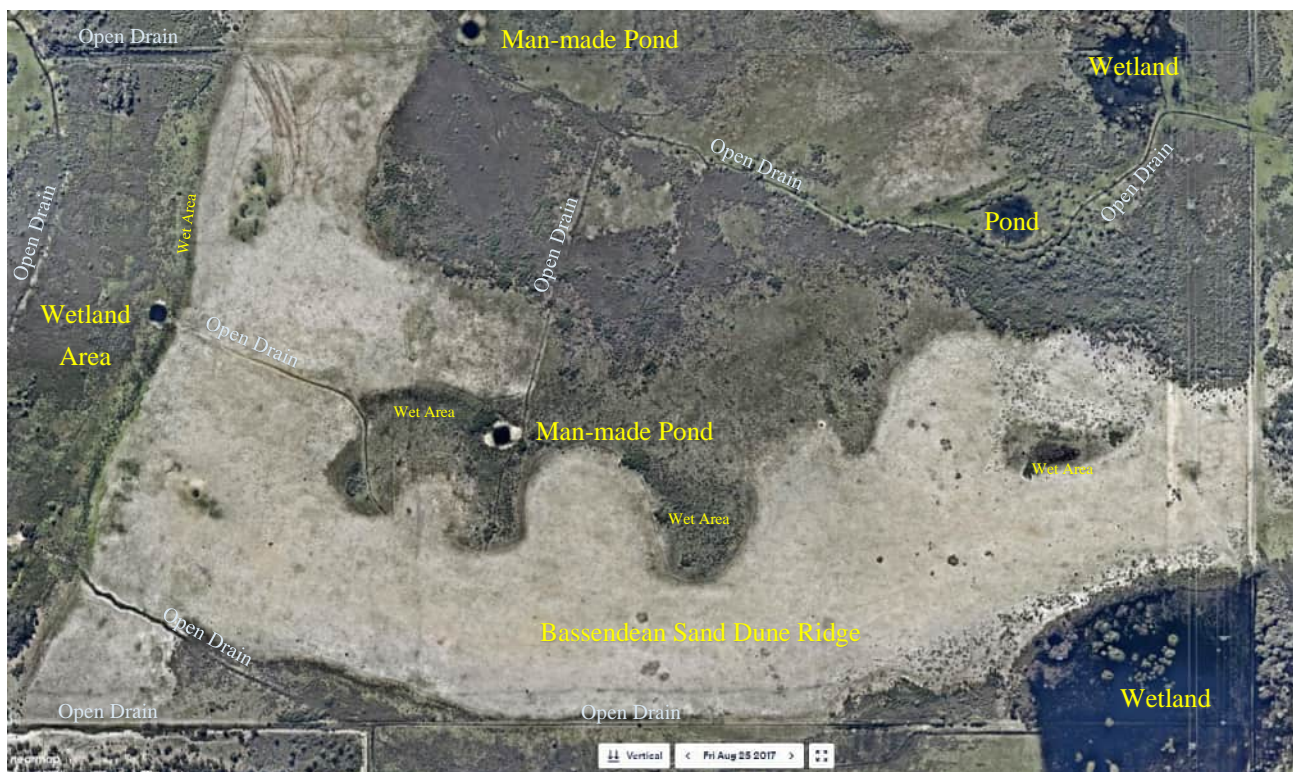 Open Drain
Man-made Pond
Wetland
Open Drain
Open Drain
Open Drain
Wet Area
Open Drain
Pond
Open Drain
Wetland
Area
Open Drain
Wet Area
Man-made Pond
Wet Area
Wet Area
Open Drain
Bassendean Sand Dune Ridge
Wetland
Open Drain
Open Drain
nearmap
Vertical
Fri Aug 25 2017